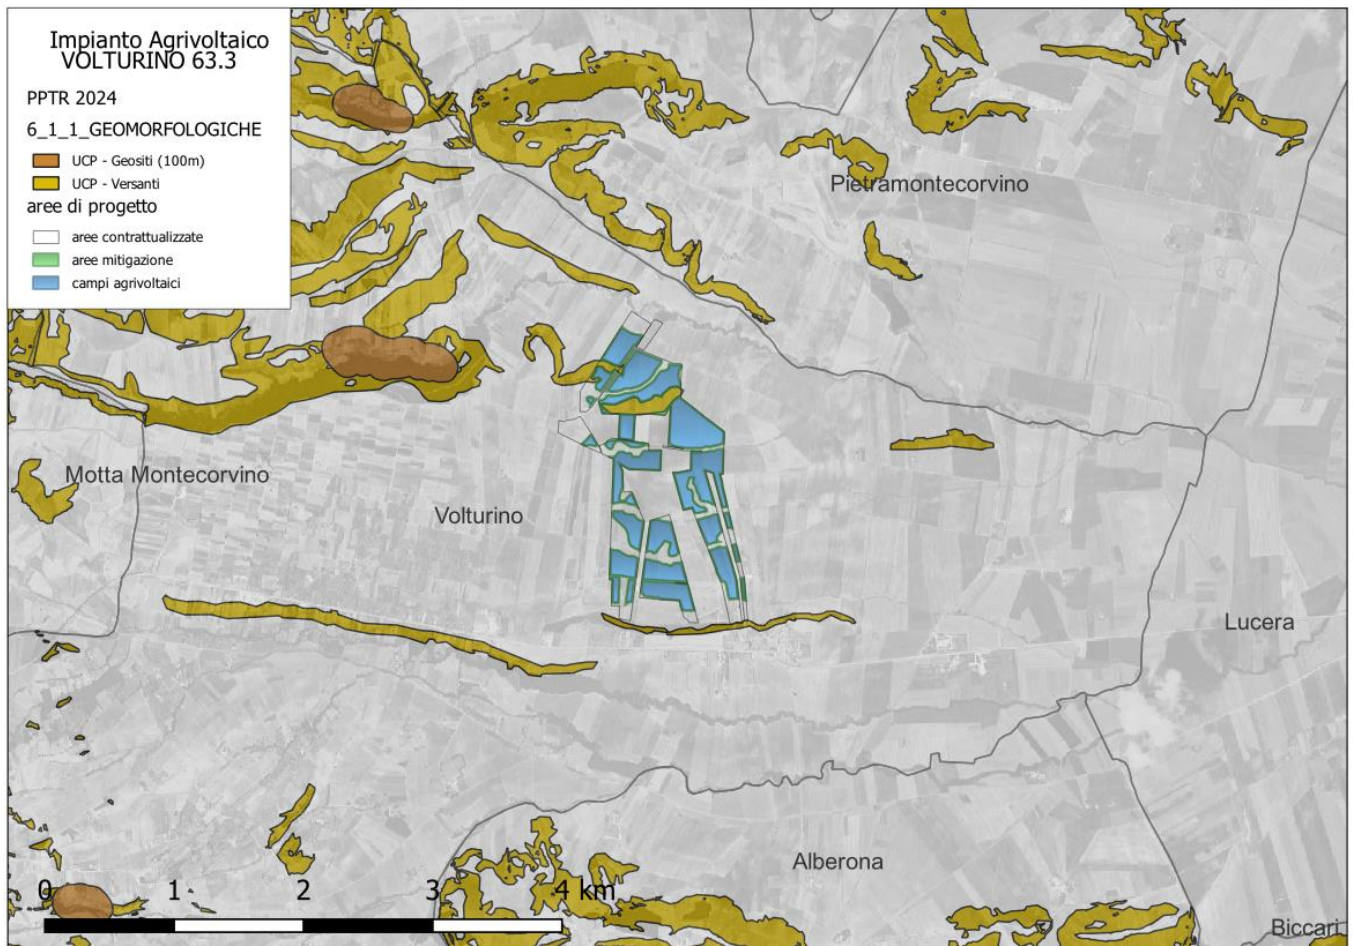 Impianto Agrivoltaico
VOLTURINO 63.3
PPTR 2024
6_1_1_GEOMORFOLOGICHE
UCP - Geositi (100m)
UCP - Versanti
aree di progetto
aree contrattualizzate
aree mitigazione
campi agrivoltaici
Pietramontecorvino
Motta Montecorvino
Volturino
Lucera
Alberona
0 1 2 3 4 km
Biccari